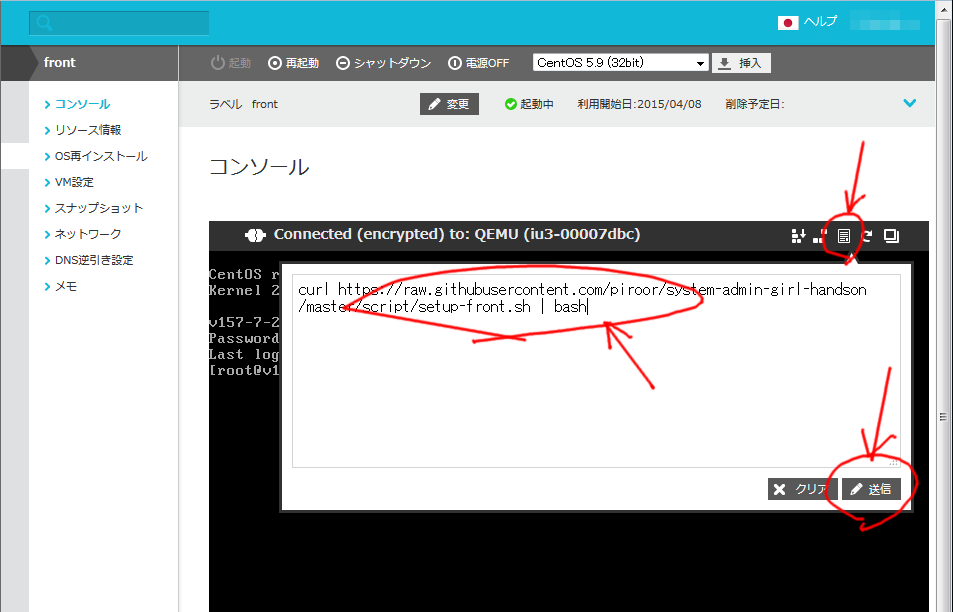 ヘルプ
front
起動
再起動
シャットダウン
電源OFF
CentOS 5.9 (32bit)
挿入
コンソール
リソース情報
OS再インストール
VM設定
スナップショット
ネットワーク
DNS逆引き設定
メモ
ラベル front
変更
起動中
利用開始日:2015/04/08
削除予定日:
コンソール
Connected (encrypted) to: QEMU (iu3-00007dbc)
CentOS r
Kernel 2
v157-7-2
Password
Last log
[root@v1
curl https://raw.githubusercontent.com/piroor/system-admin-girl-handson
/master/script/setup-front.sh | bash
クリア
送信